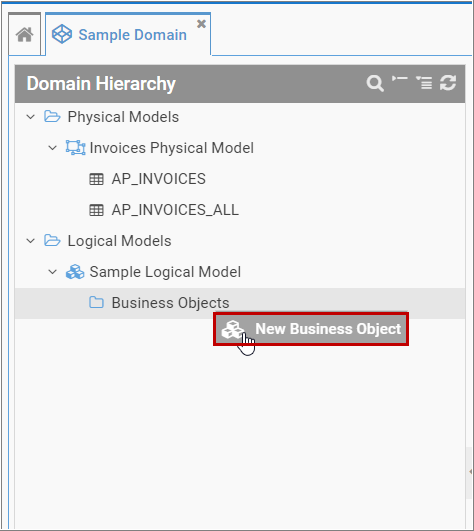 Sample Domain
Domain Hierarchy
Physical Models
Invoices Physical Model
AP_INVOICES
AP_INVOICES_ALL
Logical Models
Sample Logical Model
Business Objects
New Business Object